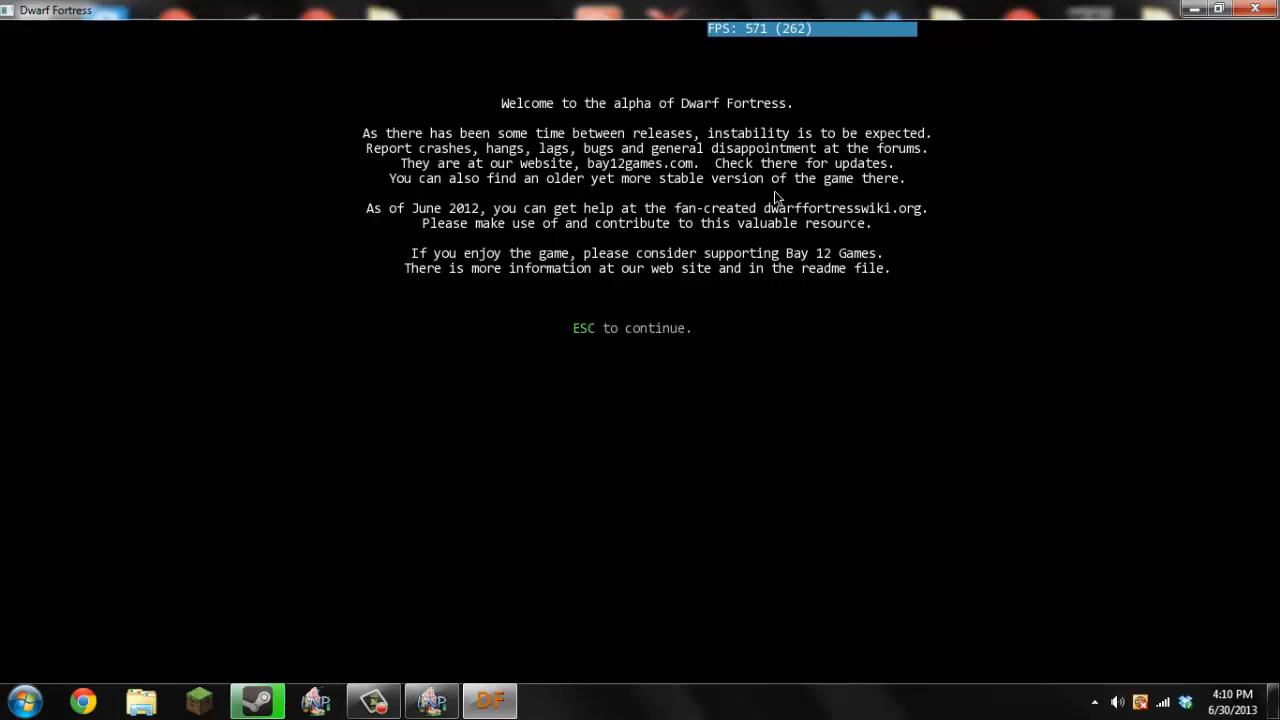 Dwarf Fortress
FPS: 571 (262)
Welcome to the alpha of Dwarf Fortress.
As there has been some time between releases, instability is to be expected.
Report crashes, hangs, lags, bugs and general disappointment at the forums.
They are at our website, bay12games.com.  Check there for updates.
You can also find an older yet more stable version of the game there.
As of June 2012, you can get help at the fan-created dwarffortresswiki.org.
Please make use of and contribute to this valuable resource.
If you enjoy the game, please consider supporting Bay 12 Games.
There is more information at our web site and in the readme file.
ESC to continue.
NP
NP
DF
4:10 PM
6/30/2013